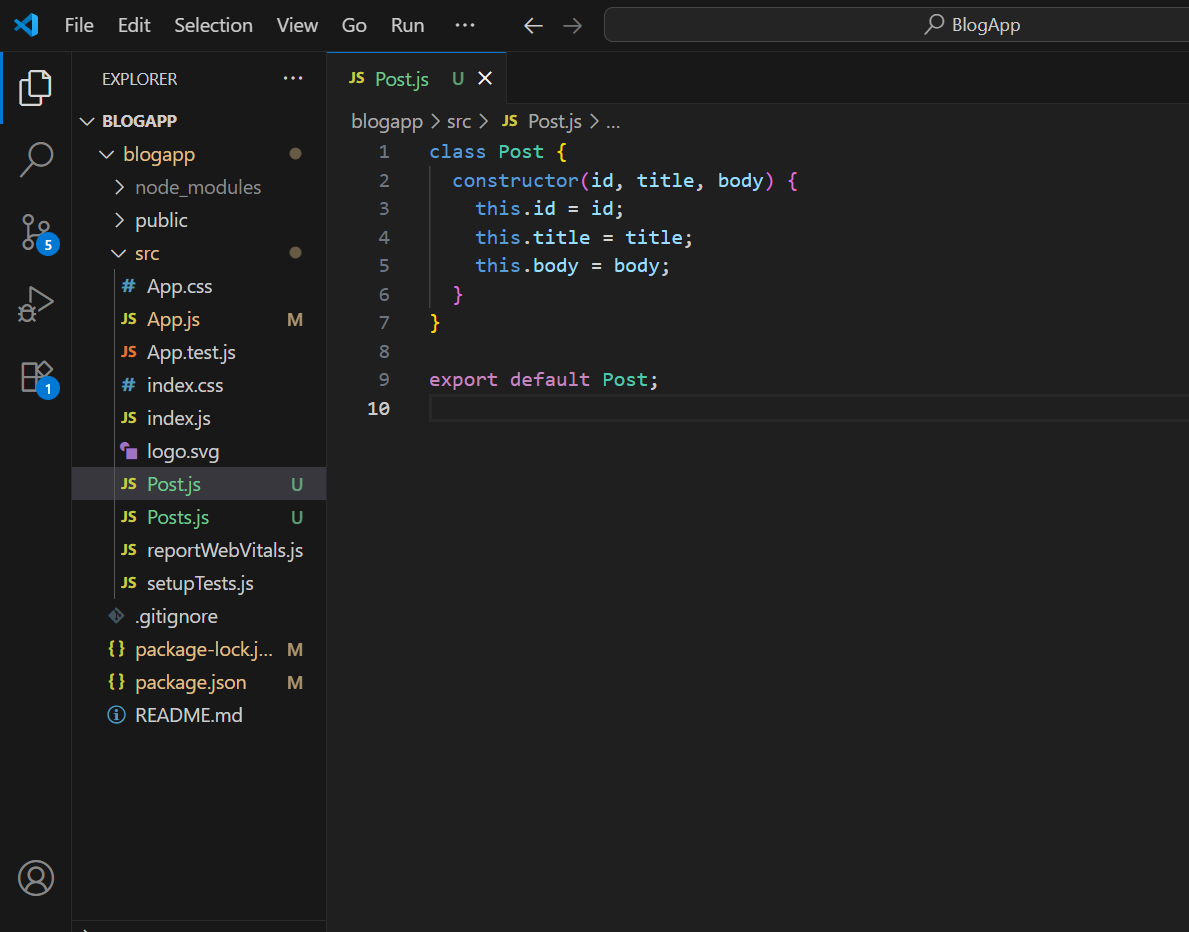 File Edit Selection View Go Run ··· BlogApp
EXPLORER ···
BLOGAPP
blogapp
node_modules
public
src
# App.css
JS App.js M
JS App.test.js
# index.css
JS index.js
logo.svg
JS Post.js U
JS Posts.js U
JS reportWebVitals.js
JS setupTests.js
.gitignore
{} package-lock.j... M
{} package.json M
README.md
5
1
JS Post.js U
blogapp > src > JS Post.js > ...
1 class Post {
2 constructor(id, title, body) {
3 this.id = id;
4 this.title = title;
5 this.body = body;
6 }
7 }
8
9 export default Post;
10